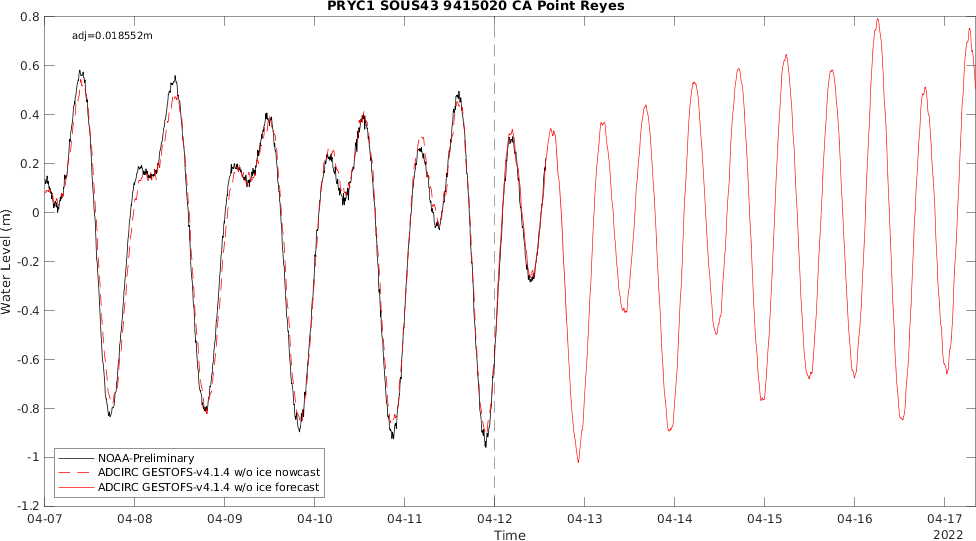 PRYC1 SOUS43 9415020 CA Point Reyes
adj=0.018552m
0.8
0.6
0.4
0.2
0
-0.2
-0.4
-0.6
-0.8
-1
-1.2
Water Level (m)
NOAA-Preliminary
ADCIRC GESTOFS-v4.1.4 w/o ice nowcast
ADCIRC GESTOFS-v4.1.4 w/o ice forecast
04-07 04-08 04-09 04-10 04-11 04-12 04-13 04-14 04-15 04-16 04-17
Time
2022